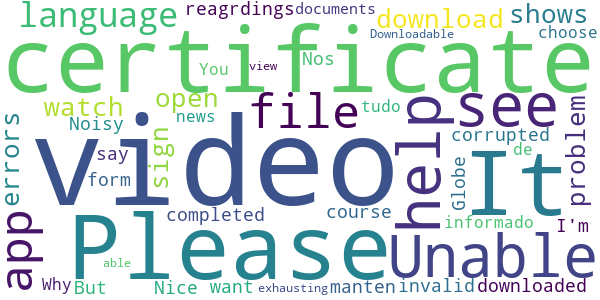 reagrdings documents
language download shows
Downloadable choose
certificate
You view Nos
watch open file tudo see
Noisy news
errors video help corrupted problem
say sign
form Globe de It
app Please completed course informado I'm
able Unable
Why But Nice want exhausting manten invalid downloaded